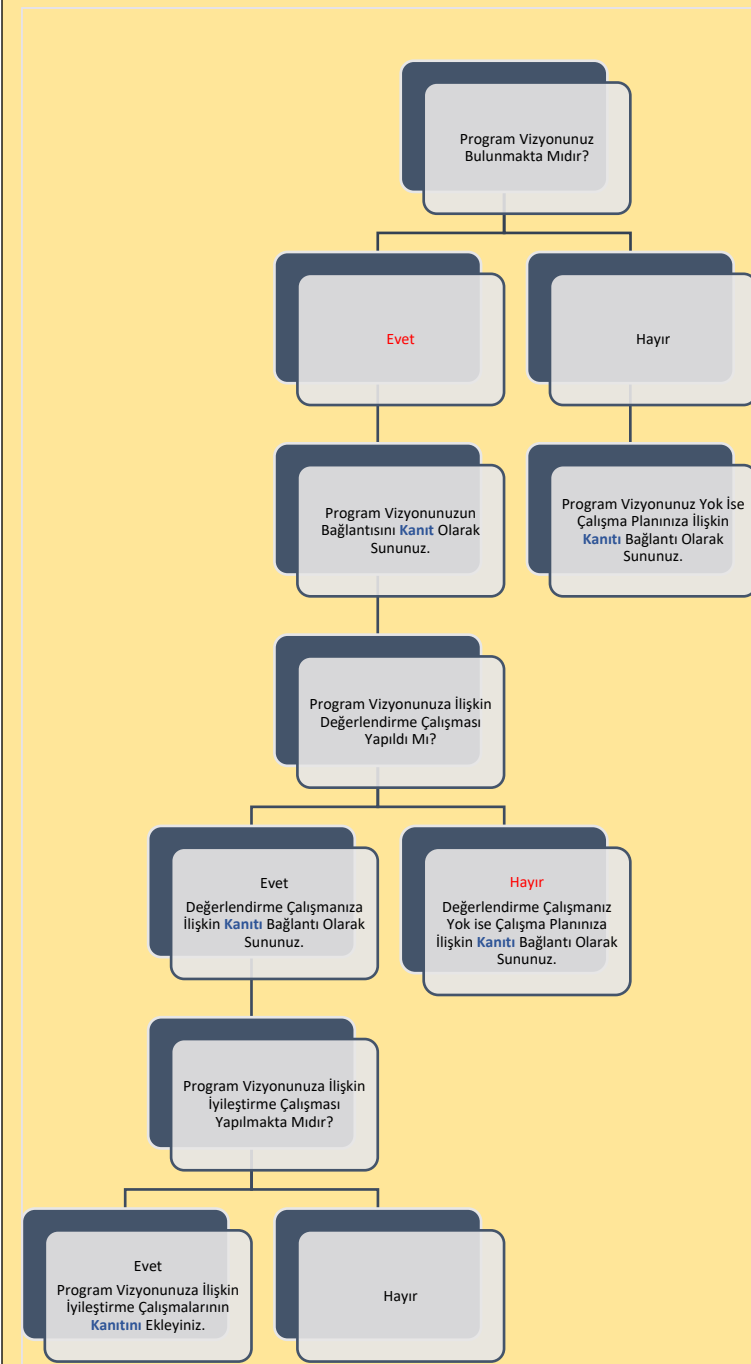 Program Vizyonunuz
Bulunmakta Mıdır?
Evet
Hayır
Program Vizyonunuzun
Bağlantısını Kanıt Olarak
Sununuz.
Program Vizyonunuz Yok İse
Çalışma Planınıza İlişkin
Kanıtı Bağlantı Olarak
Sununuz.
Program Vizyonunuza İlişkin
Değerlendirme Çalışması
Yapıldı Mı?
Evet
Değerlendirme Çalışmanıza
İlişkin Kanıtı Bağlantı Olarak
Sununuz.
Hayır
Değerlendirme Çalışmanız
Yok ise Çalışma Planınıza
İlişkin Kanıtı Bağlantı Olarak
Sununuz.
Program Vizyonunuza İlişkin
İyileştirme Çalışması
Yapılmakta Mıdır?
Evet
Program Vizyonunuza İlişkin
İyileştirme Çalışmalarının
Kanıtını Ekleyiniz.
Hayır